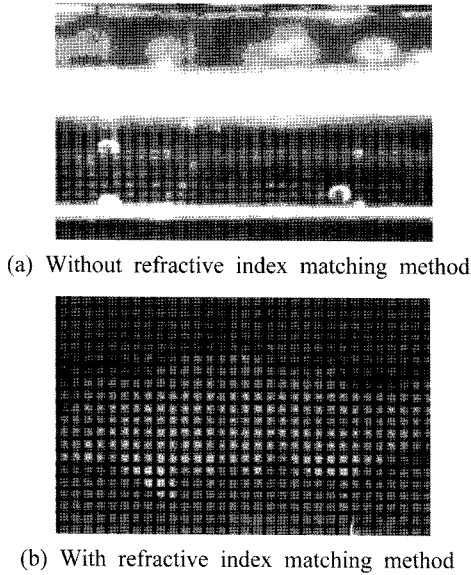 (a) Without refractive index matching method
(b) With refractive index matching method